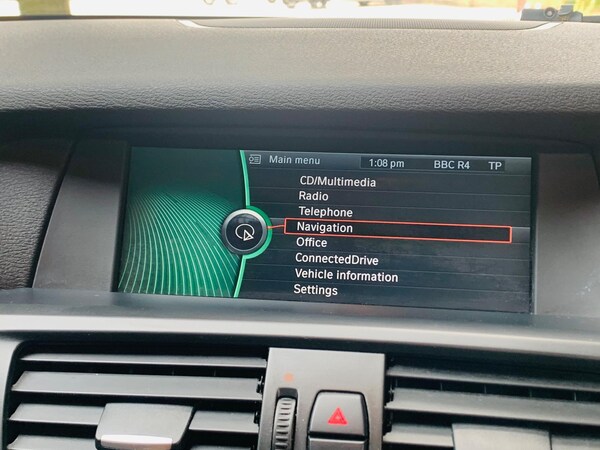 Main menu 1:08 pm BBC R4 TP
CD/Multimedia
Radio
Telephone
Navigation
Office
ConnectedDrive
Vehicle information
Settings